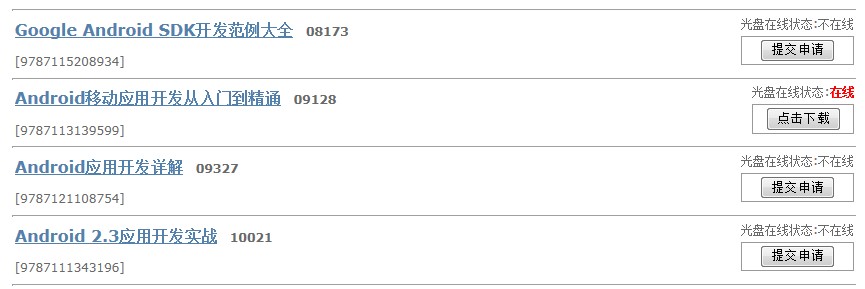 Google Android SDK开发范例大全 08173 光盘在线状态:不在线
提交申请
[9787115208934]
Android移动应用开发从入门到精通 09128 光盘在线状态:在线
点击下载
[9787113139599]
Android应用开发详解 09327 光盘在线状态:不在线
提交申请
[9787121108754]
Android 2.3应用开发实战 10021 光盘在线状态:不在线
提交申请
[9787111343196]